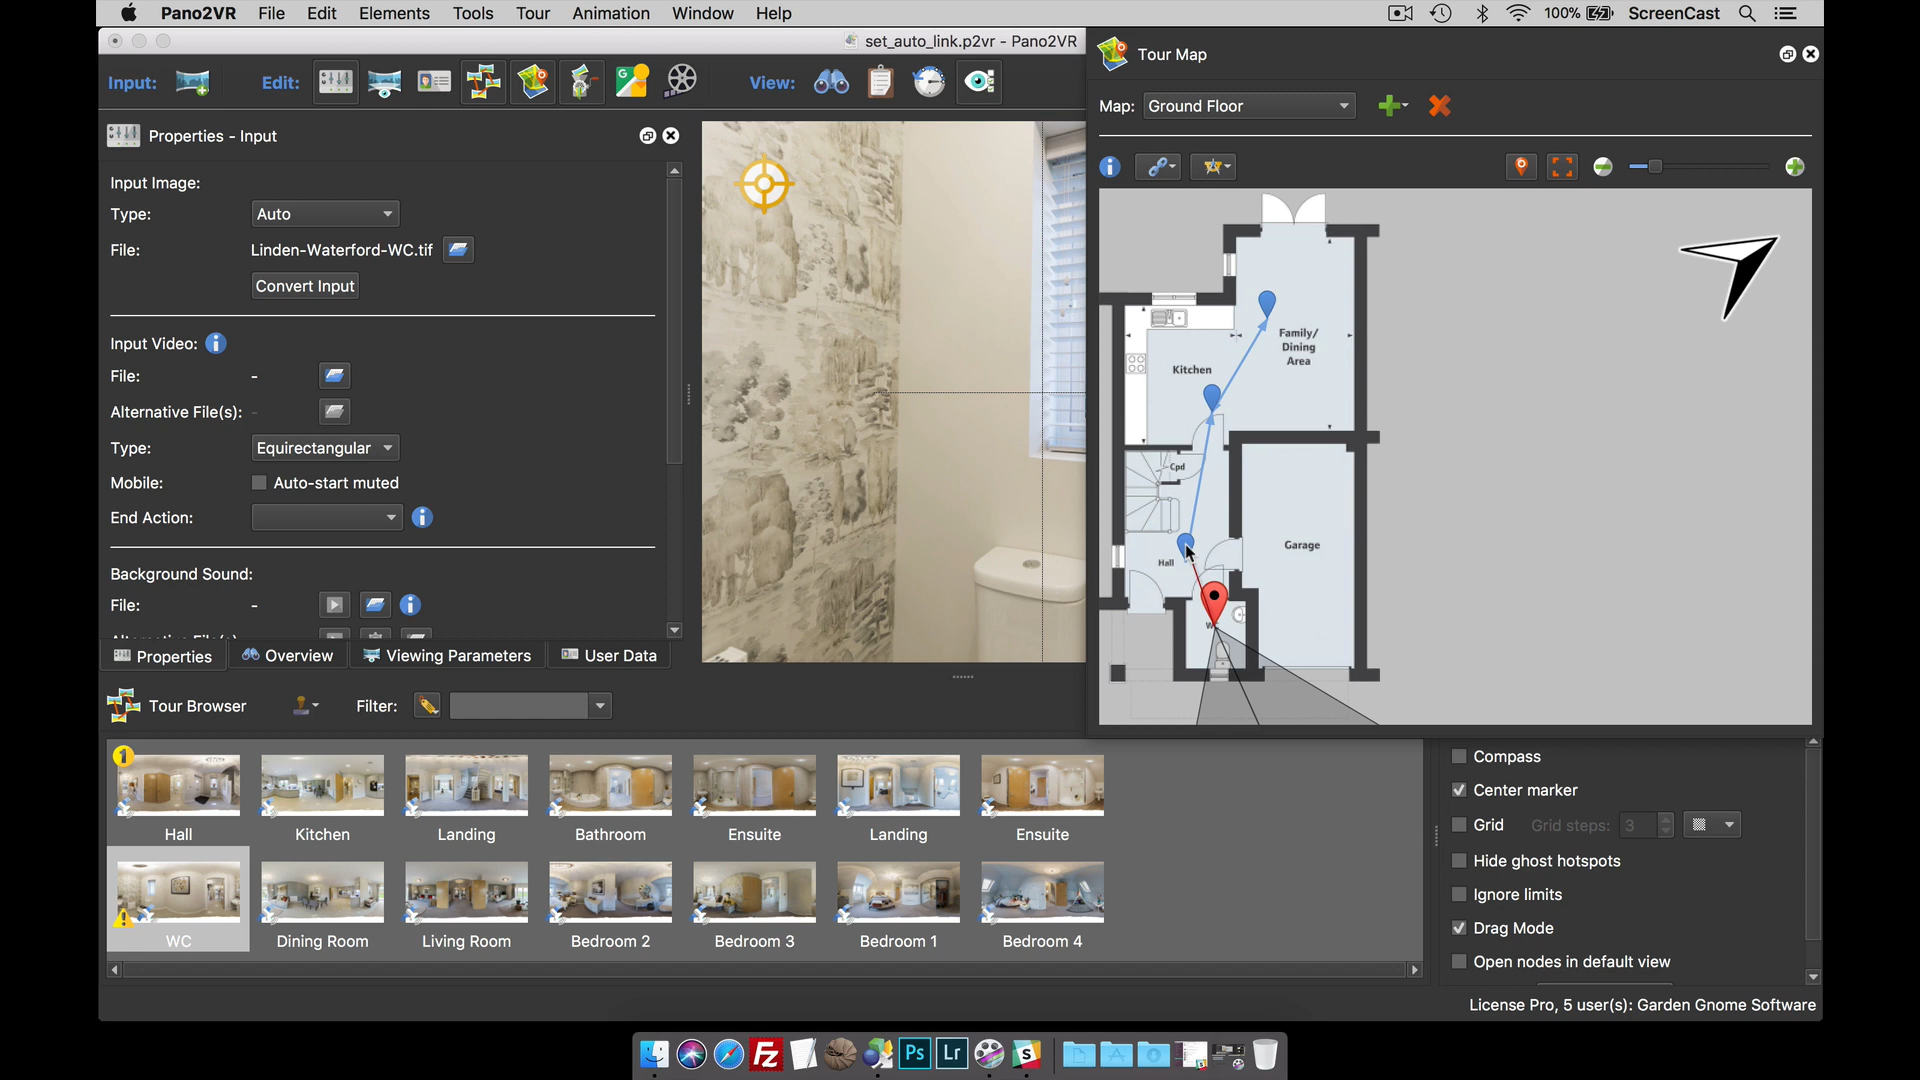 Pano2VR File Edit Elements Tools Tour Animation Window Help
100% ScreenCast
set_auto_link.p2vr - Pano2VR
Input: Edit: View:
Properties - Input
Input Image:
Type: Auto
File: Linden-Waterford-WC.tif
Convert Input
Input Video:
File: -
Alternative File(s): -
Type: Equirectangular
Mobile: Auto-start muted
End Action:
Background Sound:
File: -
Properties Overview Viewing Parameters User Data
Tour Map
Map: Ground Floor
Family/
Dining
Area
Kitchen
Cpd
Garage
Hall
Tour Browser Filter:
1
Hall Kitchen Landing Bathroom Ensuite Landing Ensuite
WC Dining Room Living Room Bedroom 2 Bedroom 3 Bedroom 1 Bedroom 4
Compass
Center marker
Grid Grid steps: 3
Hide ghost hotspots
Ignore limits
Drag Mode
Open nodes in default view
License Pro, 5 user(s): Garden Gnome Software
Fz Ps Lr S